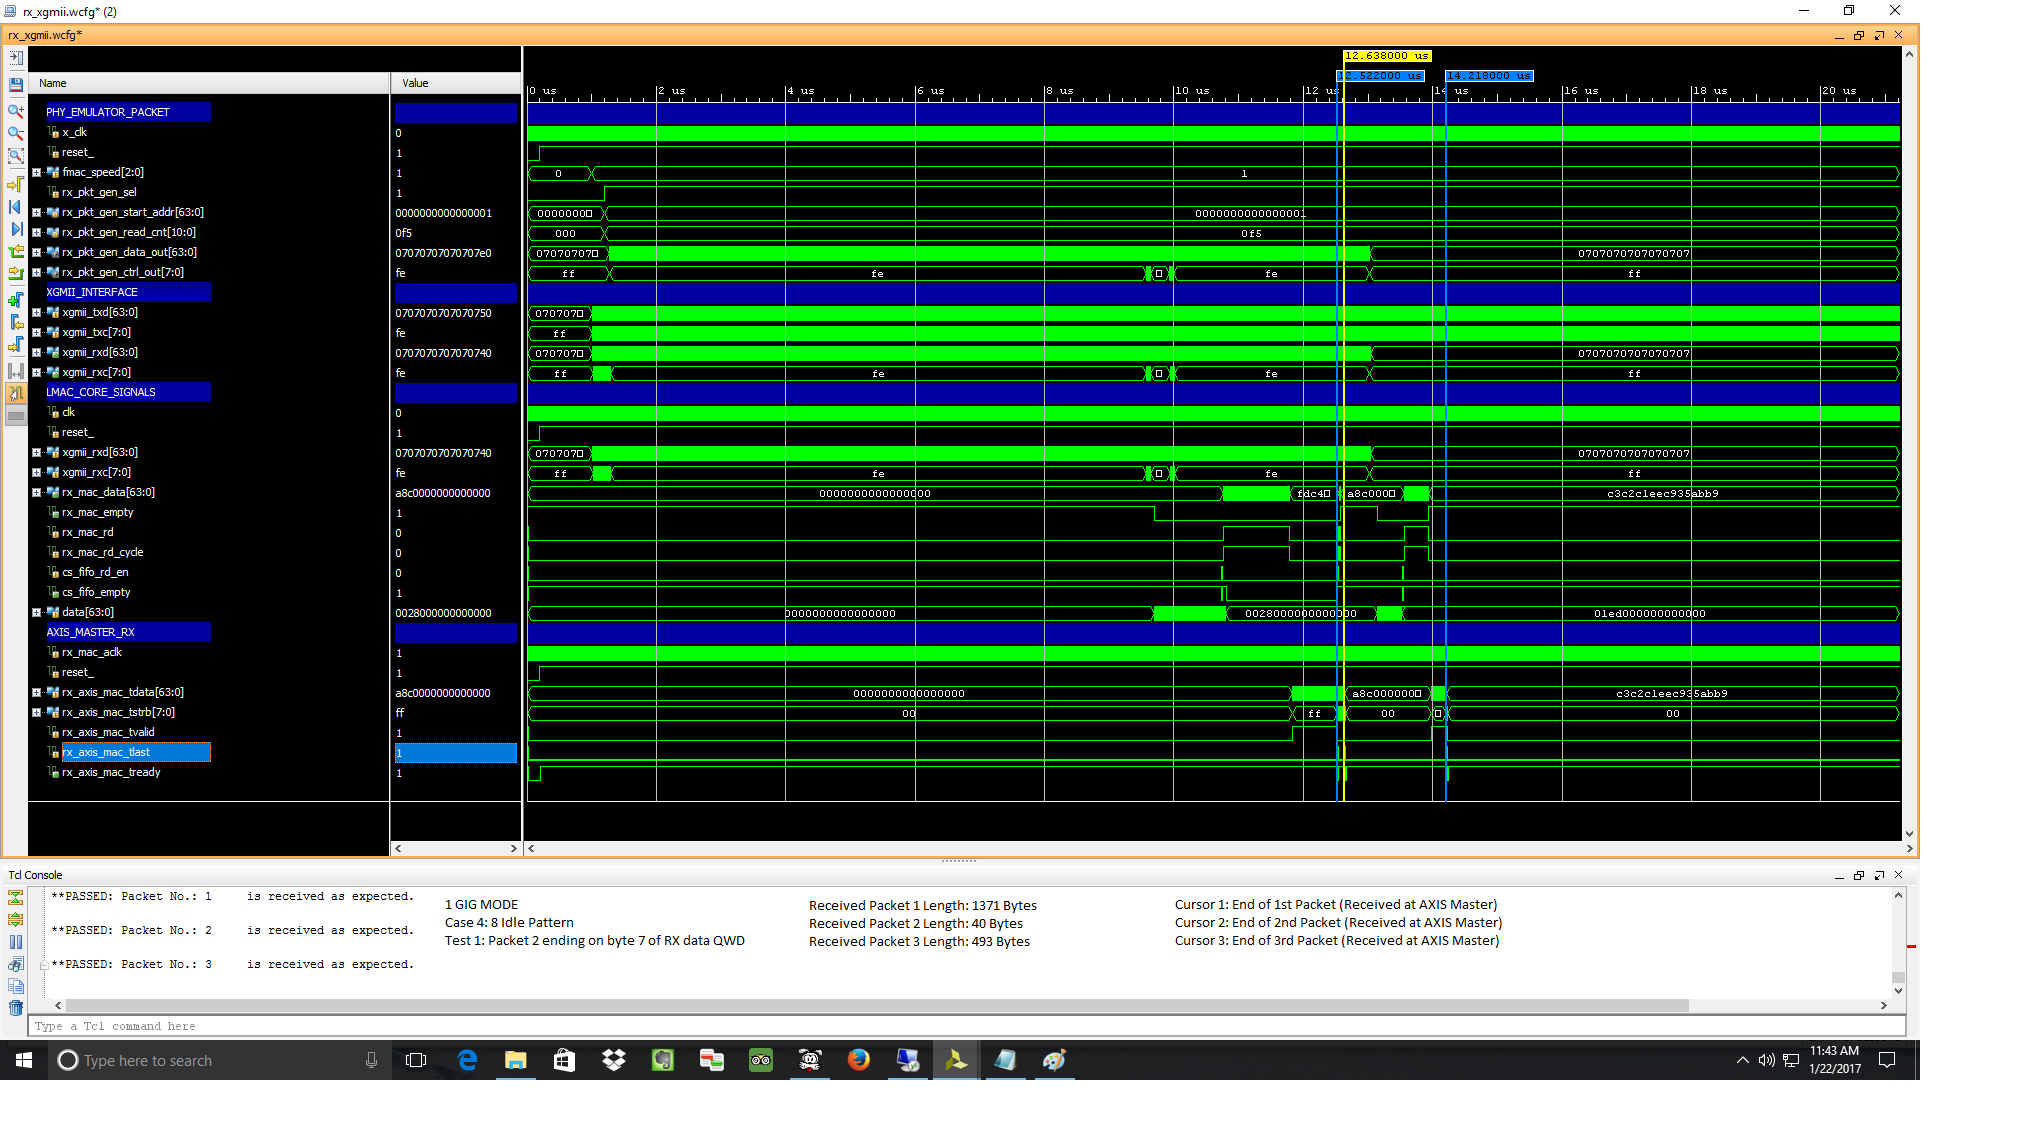 rx_xgmii.wcfg* (2)
rx_xgmii.wcfg*
12.638000 us
12.522000 us 14.218000 us
Name Value
0 us 2 us 4 us 6 us 8 us 10 us 12 us 14 us 16 us 18 us 20 us
PHY_EMULATOR_PACKET
x_clk 0
reset_ 1
fmac_speed[2:0] 1 0 1
rx_pkt_gen_sel 1
rx_pkt_gen_start_addr[63:0] 0000000000000001 0000000 0000000000000001
rx_pkt_gen_read_cnt[10:0] 0f5 000 0f5
rx_pkt_gen_data_out[63:0] 07070707070707e0 07070707 0707070707070707
rx_pkt_gen_ctrl_out[7:0] fe ff fe fe ff
XGMII_INTERFACE
xgmii_txd[63:0] 0707070707070750 070707
xgmii_txc[7:0] fe ff
xgmii_rxd[63:0] 0707070707070740 070707 0707070707070707
xgmii_rxc[7:0] fe ff fe fe ff
LMAC_CORE_SIGNALS
clk 0
reset_ 1
xgmii_rxd[63:0] 0707070707070740 070707 0707070707070707
xgmii_rxc[7:0] fe ff fe fe ff
rx_mac_data[63:0] a8c0000000000000 0000000000000000 fdc4 a8c000 c3c2c1eec935abb9
rx_mac_empty 1
rx_mac_rd 0
rx_mac_rd_cycle 0
cs_fifo_rd_en 0
cs_fifo_empty 1
data[63:0] 0028000000000000 0000000000000000 0028000000000000 01ed000000000000
AXIS_MASTER_RX
rx_mac_aclk 1
reset_ 1
rx_axis_mac_tdata[63:0] a8c0000000000000 0000000000000000 a8c000000 c3c2c1eec935abb9
rx_axis_mac_tstrb[7:0] ff 00 ff 00 00
rx_axis_mac_tvalid 1
rx_axis_mac_tlast 1
rx_axis_mac_tready 1
Tcl Console
**PASSED: Packet No.: 1 is received as expected.
**PASSED: Packet No.: 2 is received as expected.
**PASSED: Packet No.: 3 is received as expected.
1 GIG MODE
Case 4: 8 Idle Pattern
Test 1: Packet 2 ending on byte 7 of RX data QWD
Received Packet 1 Length: 1371 Bytes
Received Packet 2 Length: 40 Bytes
Received Packet 3 Length: 493 Bytes
Cursor 1: End of 1st Packet (Received at AXIS Master)
Cursor 2: End of 2nd Packet (Received at AXIS Master)
Cursor 3: End of 3rd Packet (Received at AXIS Master)
Type a Tcl command here
Type here to search
11:43 AM
1/22/2017